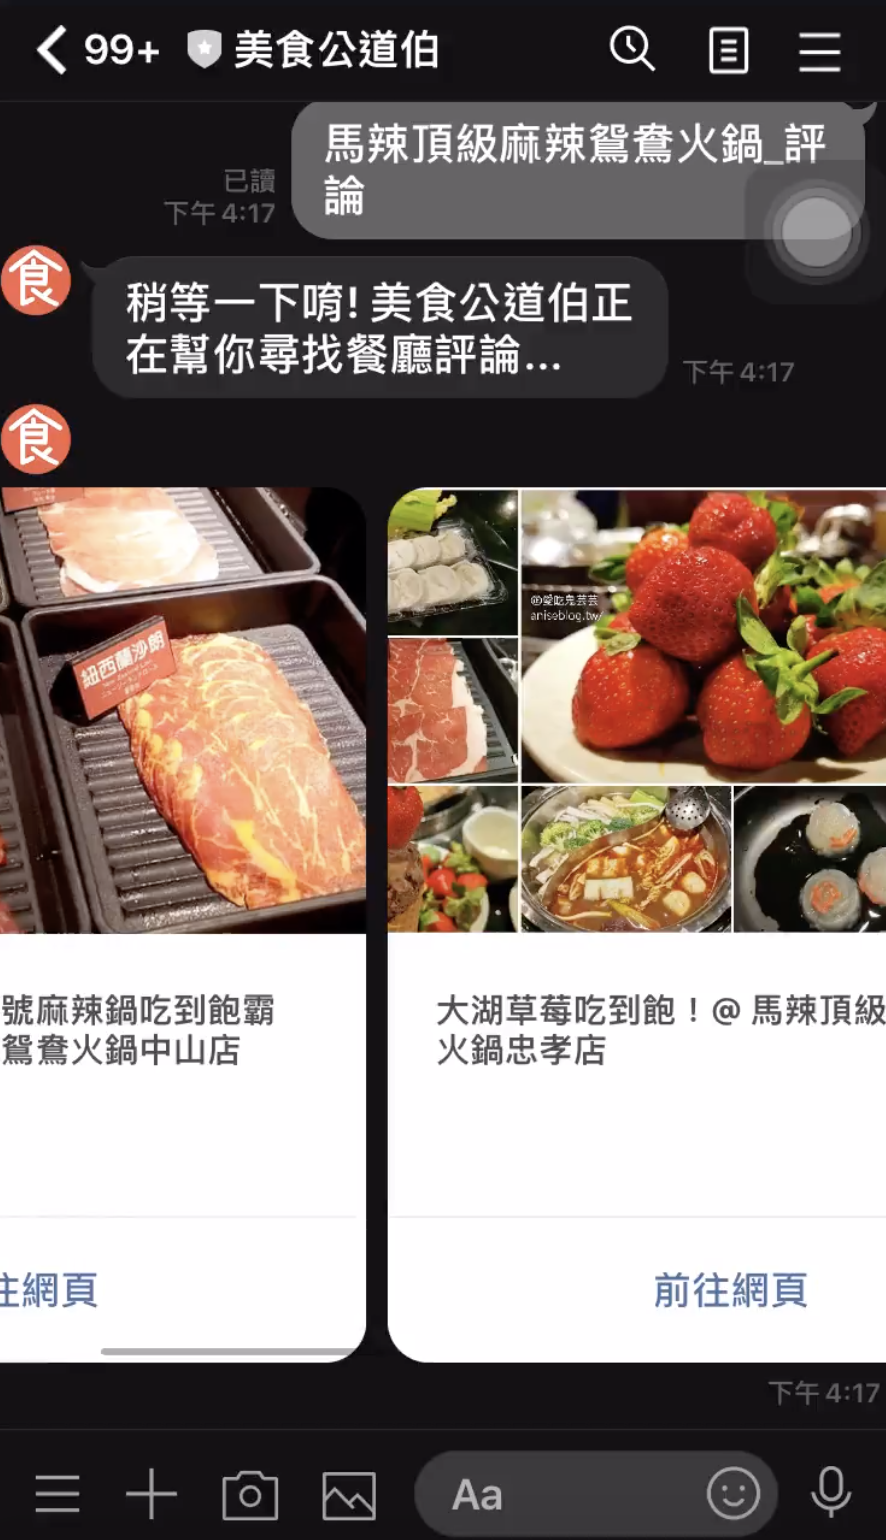 99+ 美食公道伯
馬辣頂級麻辣鴛鴦火鍋_評
論
已讀
下午 4:17
稍等一下唷! 美食公道伯正
在幫你尋找餐廳評論...
下午 4:17
紐西蘭沙朗
@愛吃鬼芸芸
aniseblog.tw/
號麻辣鍋吃到飽霸
鴛鴦火鍋中山店
大湖草莓吃到飽！@ 馬辣頂級
火鍋忠孝店
往網頁
前往網頁
下午 4:17
Aa